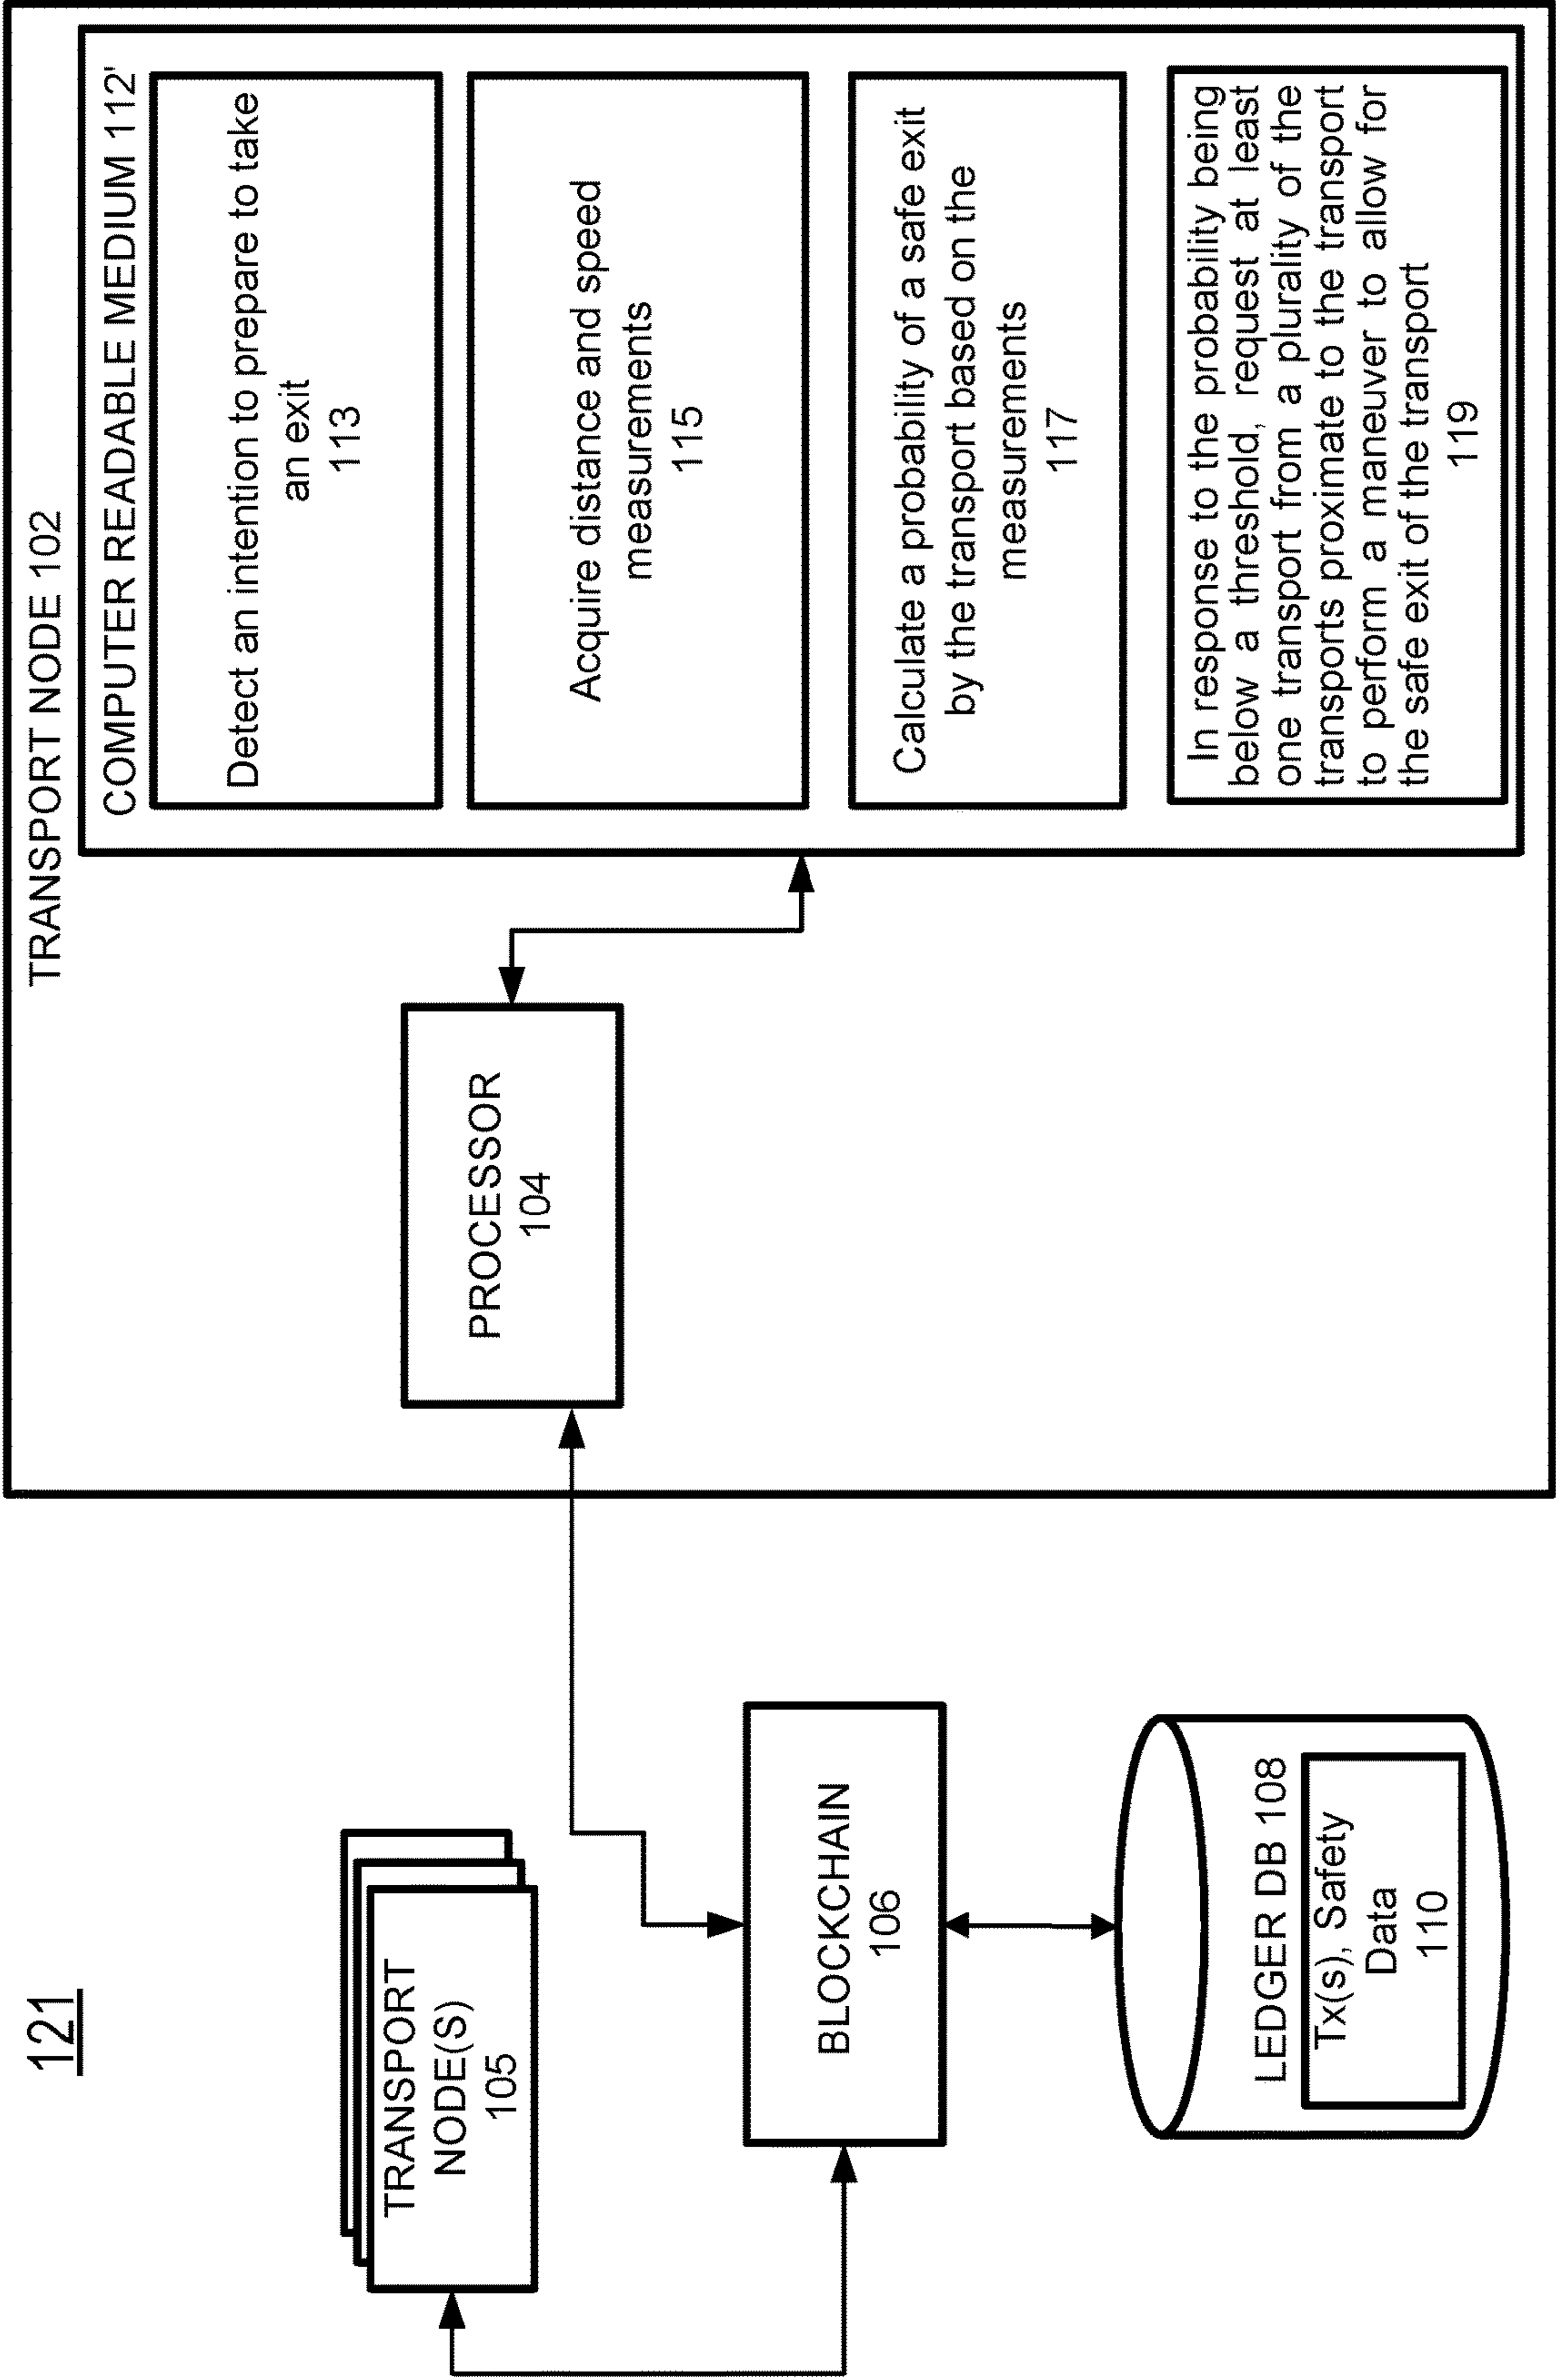 121
TRANSPORT NODE 102
COMPUTER READABLE MEDIUM 112'
Detect an intention to prepare to take
an exit
113
Acquire distance and speed
measurements
115
Calculate a probability of a safe exit
by the transport based on the
measurements
117
In response to the probability being
below a threshold, request at least
one transport from a plurality of the
transports proximate to the transport
to perform a maneuver to allow for
the safe exit of the transport
119
PROCESSOR
104
TRANSPORT
NODE(S)
105
BLOCKCHAIN
106
LEDGER DB 108
Tx(s), Safety
Data
110